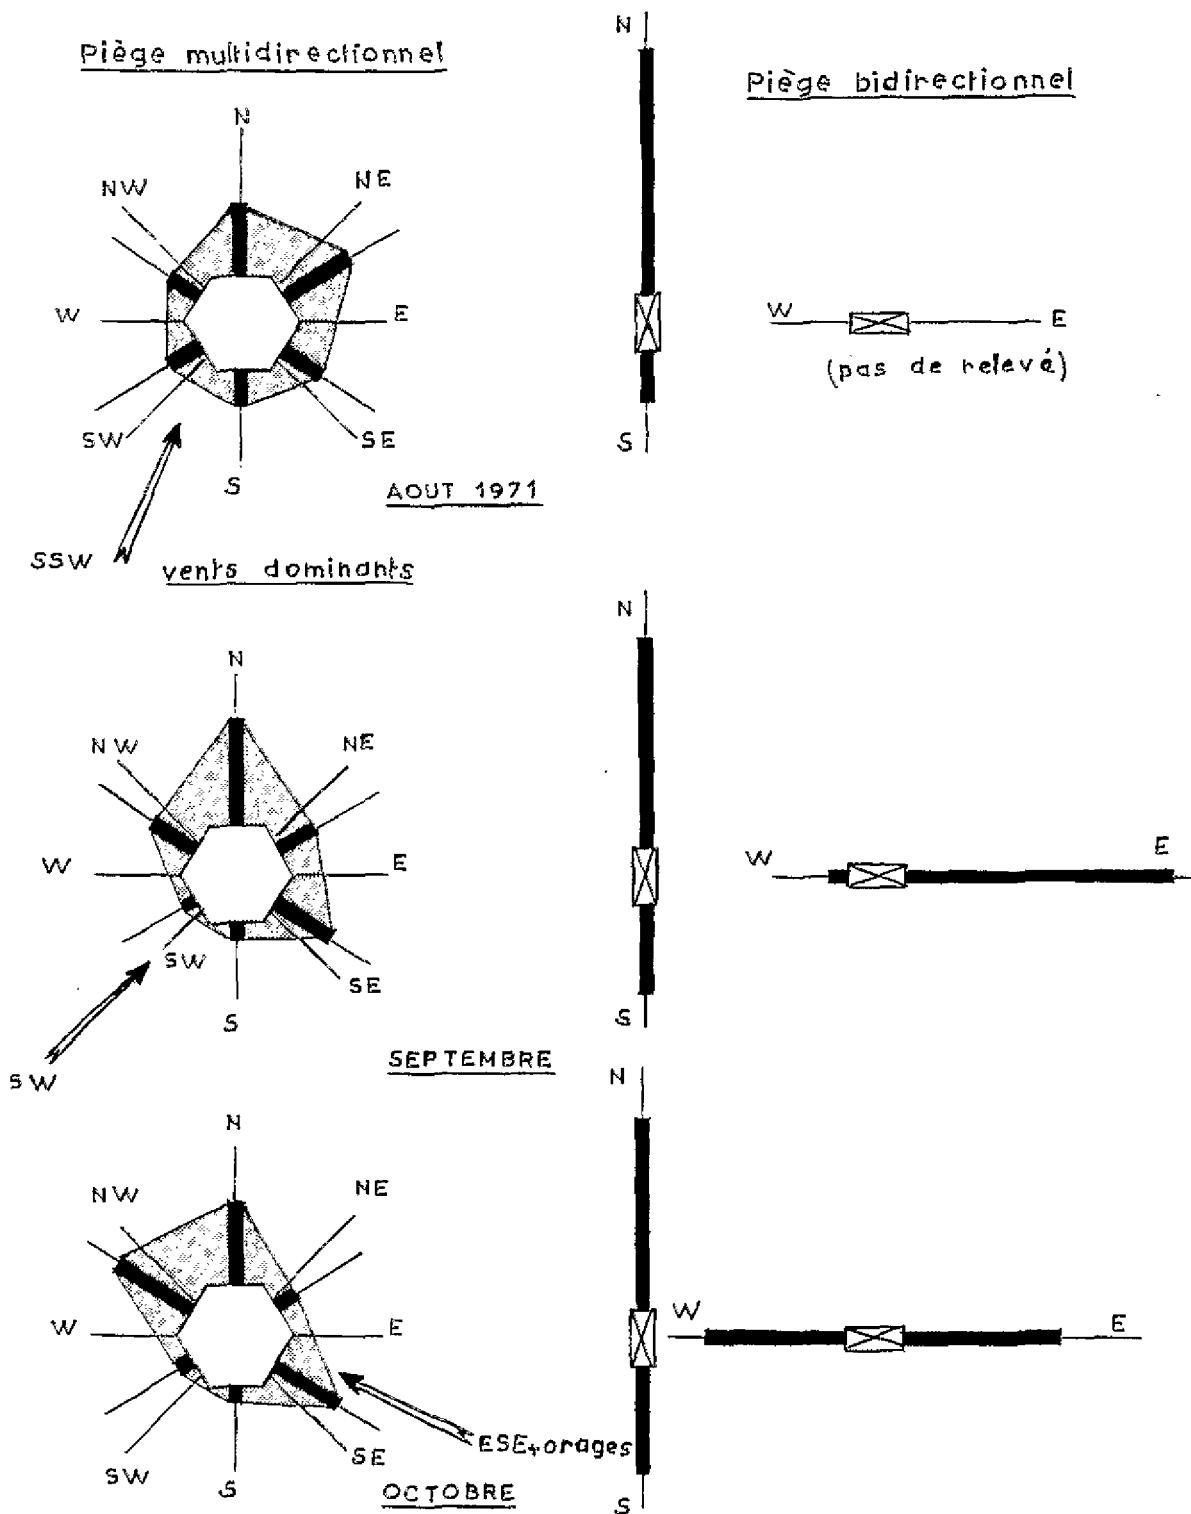 Piège multidirectionnel
Piège bidirectionnel
N
NW
NE
W
E
SW
SE
S
N
S
W
E
(pas de relevé)
AOUT 1971
SSW
vents dominants
N
NW
NE
W
E
SW
SE
S
SW
N
S
W
E
SEPTEMBRE
N
NW
NE
W
E
SW
SE
S
ESE+orages
N
S
W
E
OCTOBRE